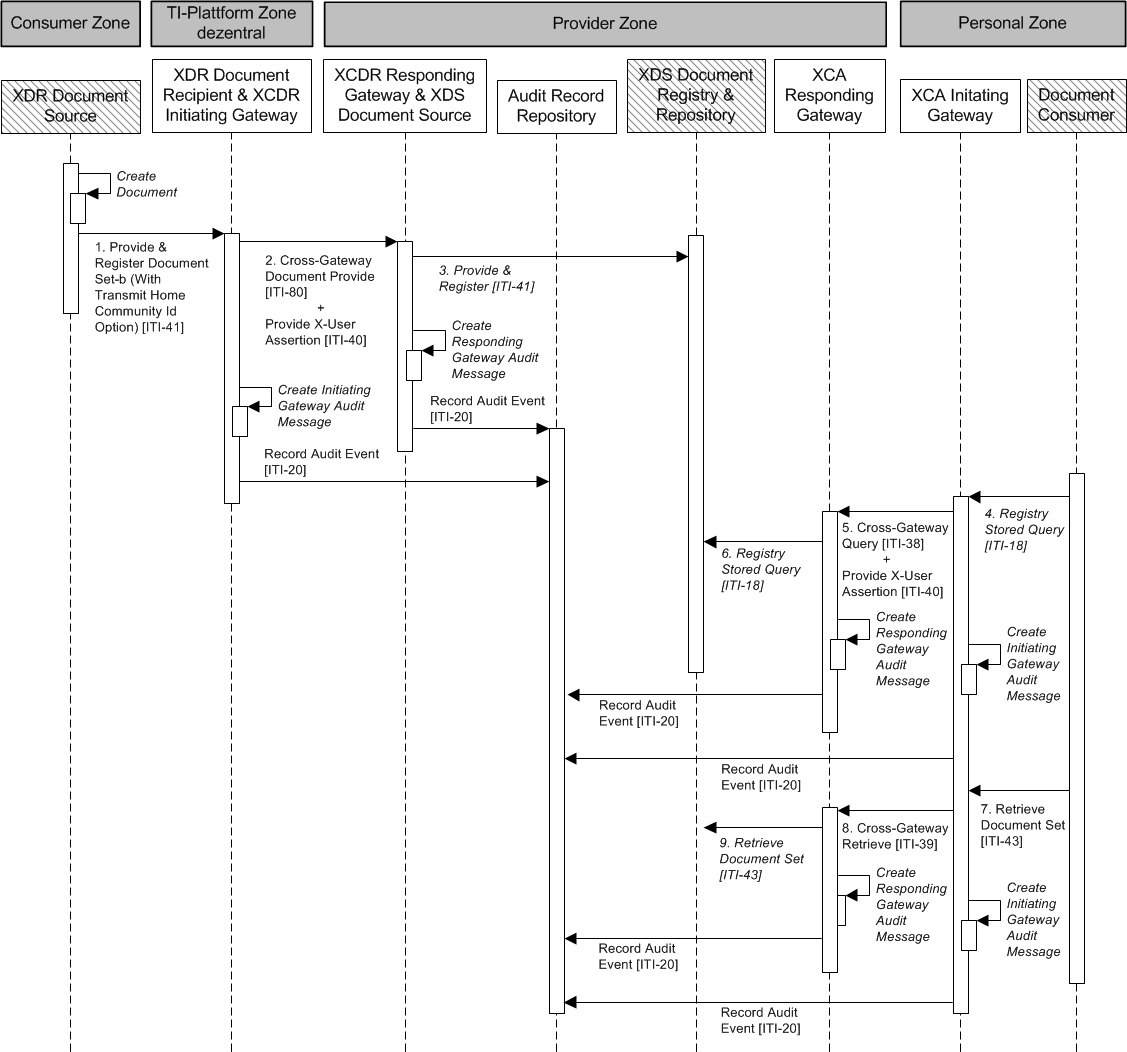 Consumer Zone
TI-Plattform Zone
dezentral
Provider Zone
Personal Zone
XDR Document
Source
XDR Document
Recipient & XCDR
Initiating Gateway
XCDR Responding
Gateway & XDS
Document Source
Audit Record
Repository
XDS Document
Registry &
Repository
XCA
Responding
Gateway
XCA Initating
Gateway
Document
Consumer
Create
Document
1. Provide &
Register Document
Set-b (With
Transmit Home
Community Id
Option) [ITI-41]
2. Cross-Gateway
Document Provide
[ITI-80]
+
Provide X-User
Assertion [ITI-40]
3. Provide &
Register [ITI-41]
Create
Responding
Gateway Audit
Message
Create Initiating
Gateway Audit
Message
Record Audit Event
[ITI-20]
Record Audit Event
[ITI-20]
4. Registry
Stored Query
[ITI-18]
5. Cross-Gateway
Query [ITI-38]
+
Provide X-User
Assertion [ITI-40]
6. Registry
Stored Query
[ITI-18]
Create
Responding
Gateway
Audit
Message
Create
Initiating
Gateway
Audit
Message
Record Audit
Event [ITI-20]
Record Audit
Event [ITI-20]
7. Retrieve
Document Set
[ITI-43]
8. Cross-Gateway
Retrieve [ITI-39]
9. Retrieve
Document Set
[ITI-43]
Create
Responding
Gateway
Audit
Message
Create
Initiating
Gateway
Audit
Message
Record Audit
Event [ITI-20]
Record Audit
Event [ITI-20]